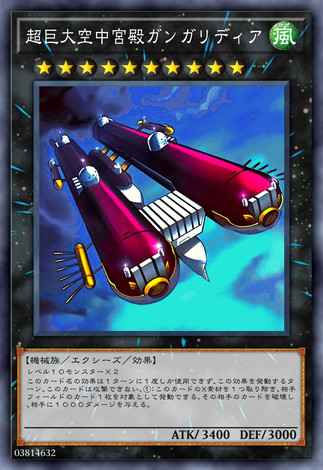 超巨大空中宮殿ガンガリディア
風
【機械族／エクシーズ／効果】
レベル１０モンスター×２
このカード名の効果は１ターンに１度しか使用できず、この効果を発動するター
ン、このカードは攻撃できない。①：このカードのX素材を１つ取り除き、相手
フィールドのカード１枚を対象として発動できる。その相手のカードを破壊し、
相手に１０００ダメージを与える。
ATK/ 3400 DEF/ 3000
03814632